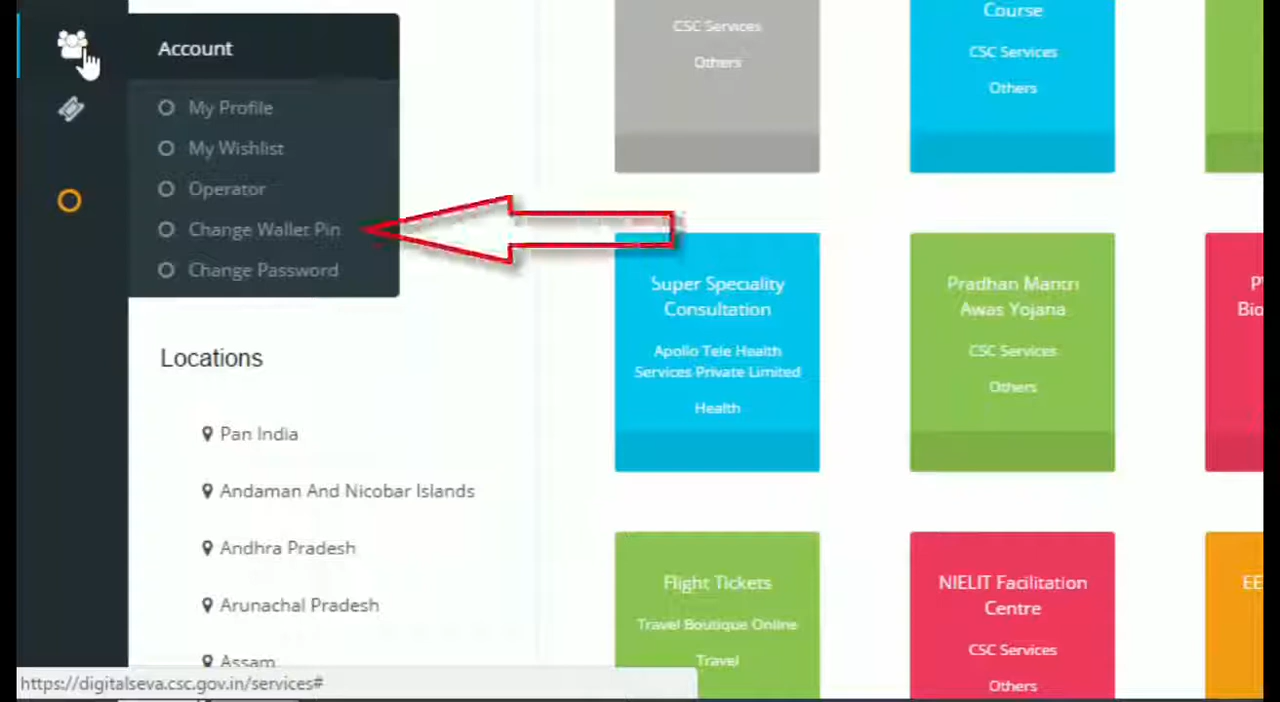 Account
My Profile
My Wishlist
Operator
Change Wallet Pin
Change Password
Locations
Pan India
Andaman And Nicobar Islands
Andhra Pradesh
Arunachal Pradesh
Assam
CSC Services
Others
Course
CSC Services
Others
Super Speciality
Consultation
Apollo Tele Health
Services Private Limited
Health
Pradhan Mantri
Awas Yojana
CSC Services
Others
Flight Tickets
Travel Boutique Online
Travel
NIELIT Facilitation
Centre
CSC Services
Others
https://digitalseva.csc.gov.in/services#